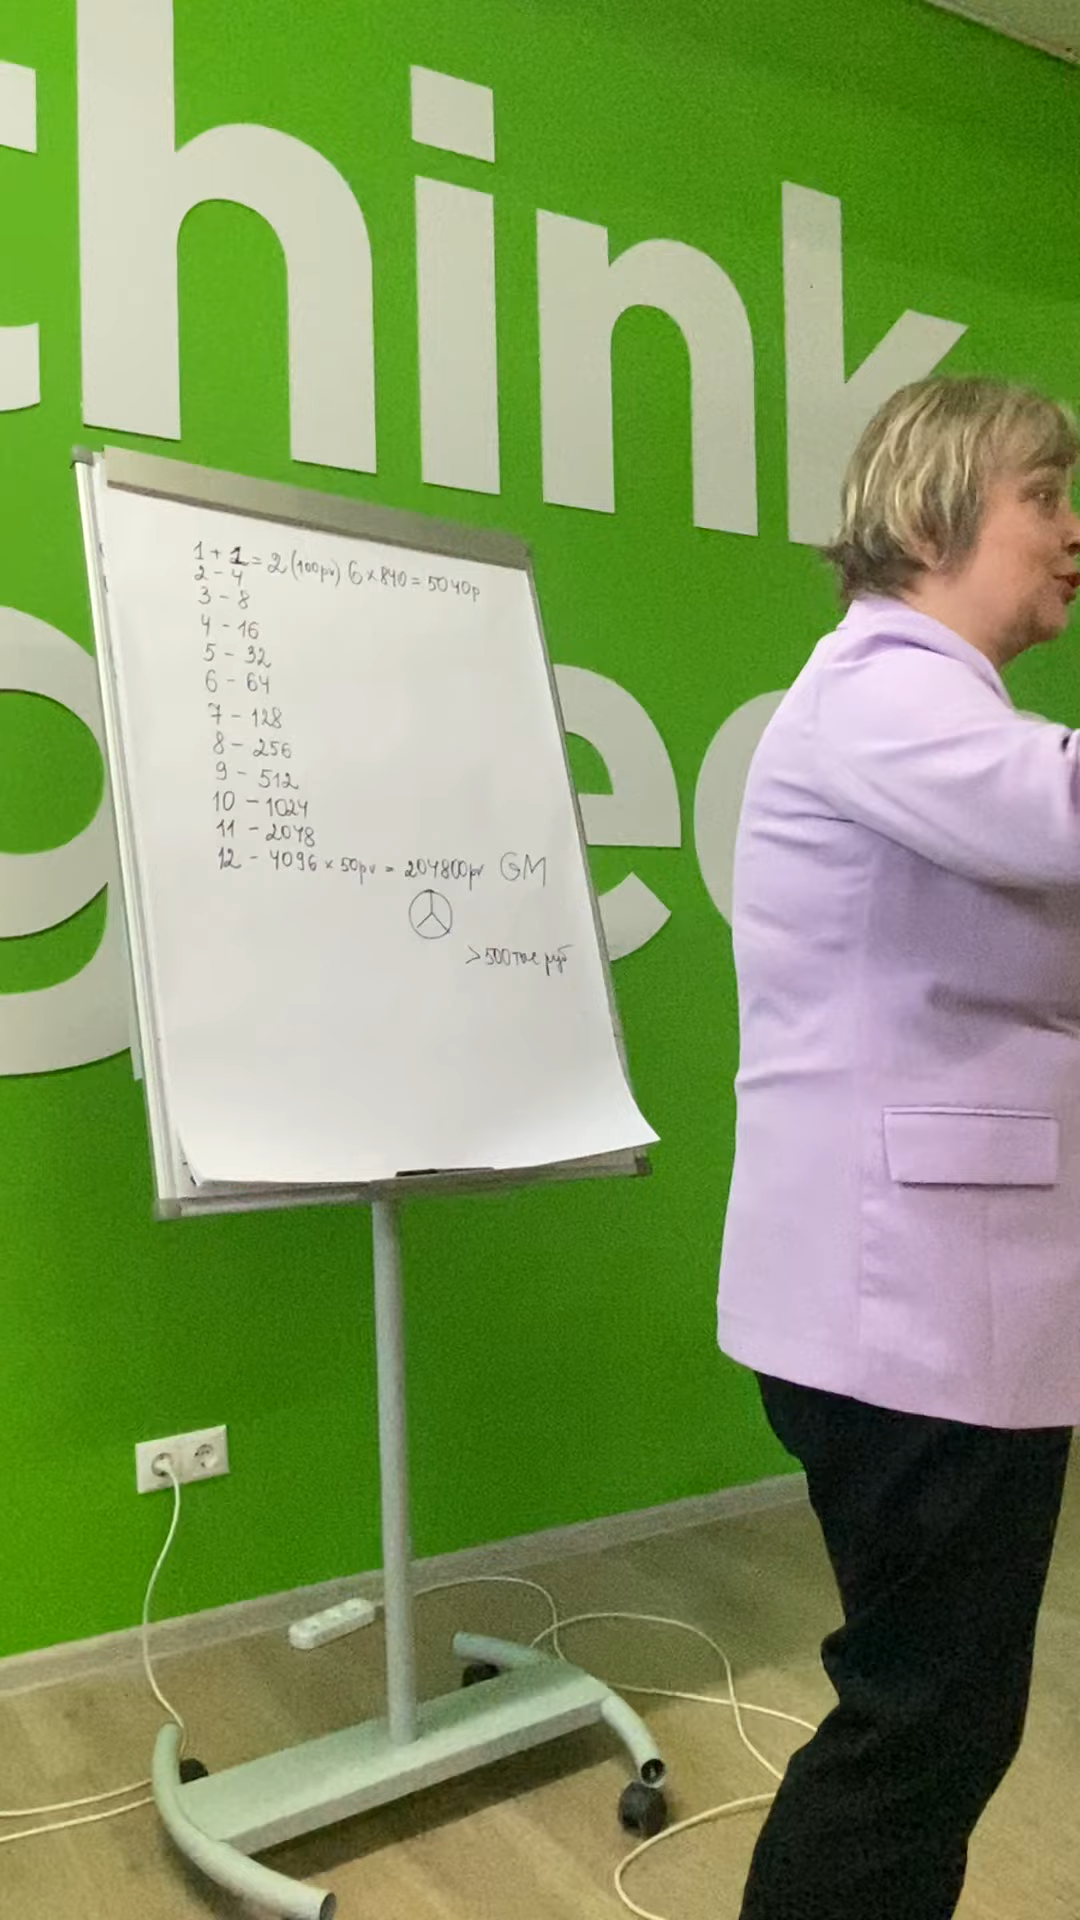 think
green
1 + 1 = 2 (100pv) 6 × 840 = 5040р
2 - 4
3 - 8
4 - 16
5 - 32
6 - 64
7 - 128
8 - 256
9 - 512
10 - 1024
11 - 2048
12 - 4096 × 50pv = 204800pv GM
>500 тыс руб